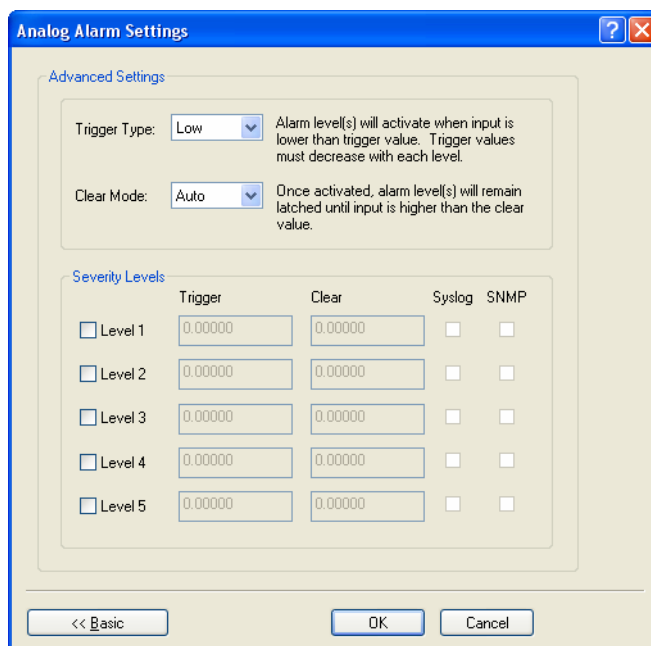 Analog Alarm Settings
Advanced Settings
Trigger Type: Low
Alarm level(s) will activate when input is
lower than trigger value. Trigger values
must decrease with each level.
Clear Mode: Auto
Once activated, alarm level(s) will remain
latched until input is higher than the clear
value.
Severity Levels
Trigger Clear Syslog SNMP
Level 1 0.00000 0.00000
Level 2 0.00000 0.00000
Level 3 0.00000 0.00000
Level 4 0.00000 0.00000
Level 5 0.00000 0.00000
<< Basic OK Cancel